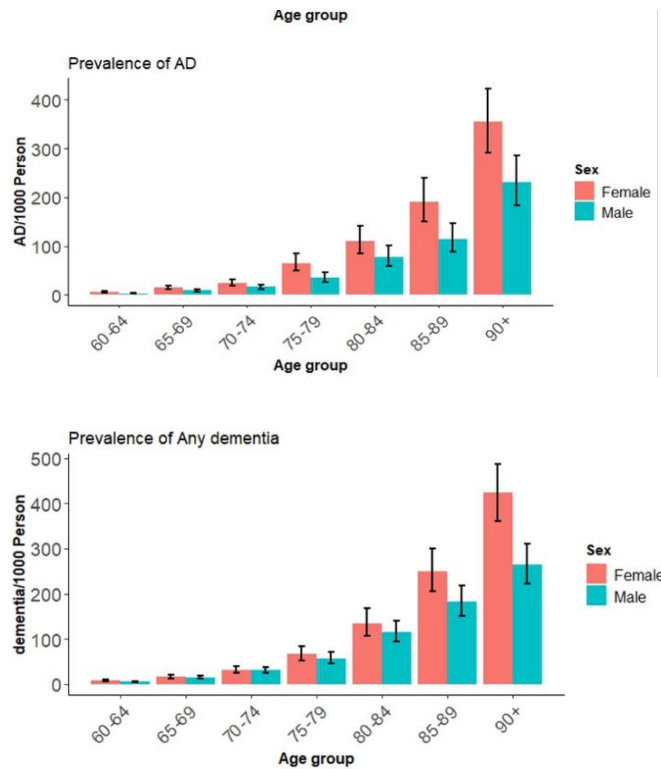 Age group
Prevalence of AD
AD/1000 Person
400
300
200
100
0
60-64
65-69
70-74
75-79
80-84
85-89
90+
Age group
Sex
Female
Male
Prevalence of Any dementia
dementia/1000 Person
500
400
300
200
100
0
60-64
65-69
70-74
75-79
80-84
85-89
90+
Age group
Sex
Female
Male